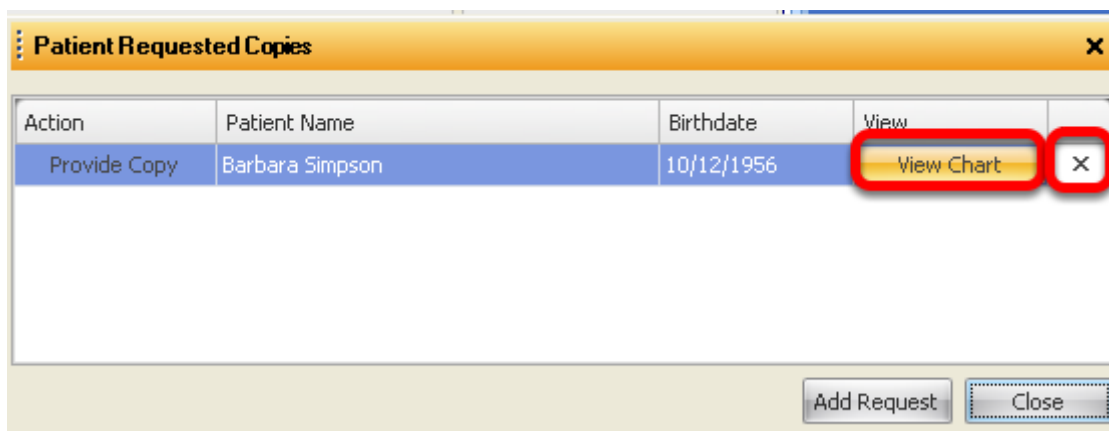 Patient Requested Copies
Action Patient Name Birthdate View
Provide Copy Barbara Simpson 10/12/1956 View Chart
Add Request Close